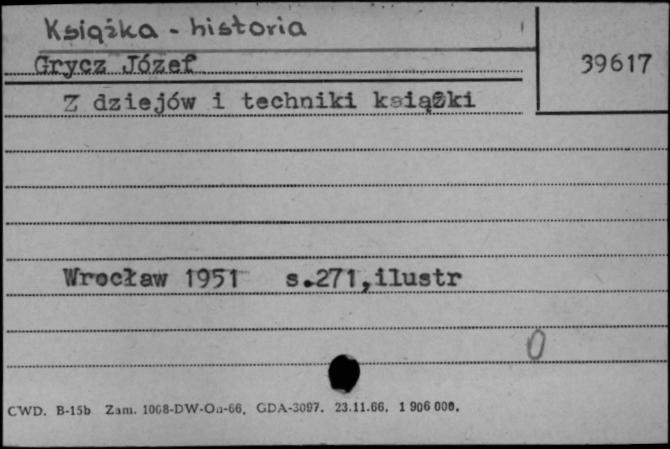 Książka - historia
Grycz Józef
39617
Z dziejów i techniki książki
Wrocław 1951 s.271,ilustr
0
CWD. B-15b Zam. 1068-DW-On-66. GDA-3097. 23.11.66. 1 906 000.